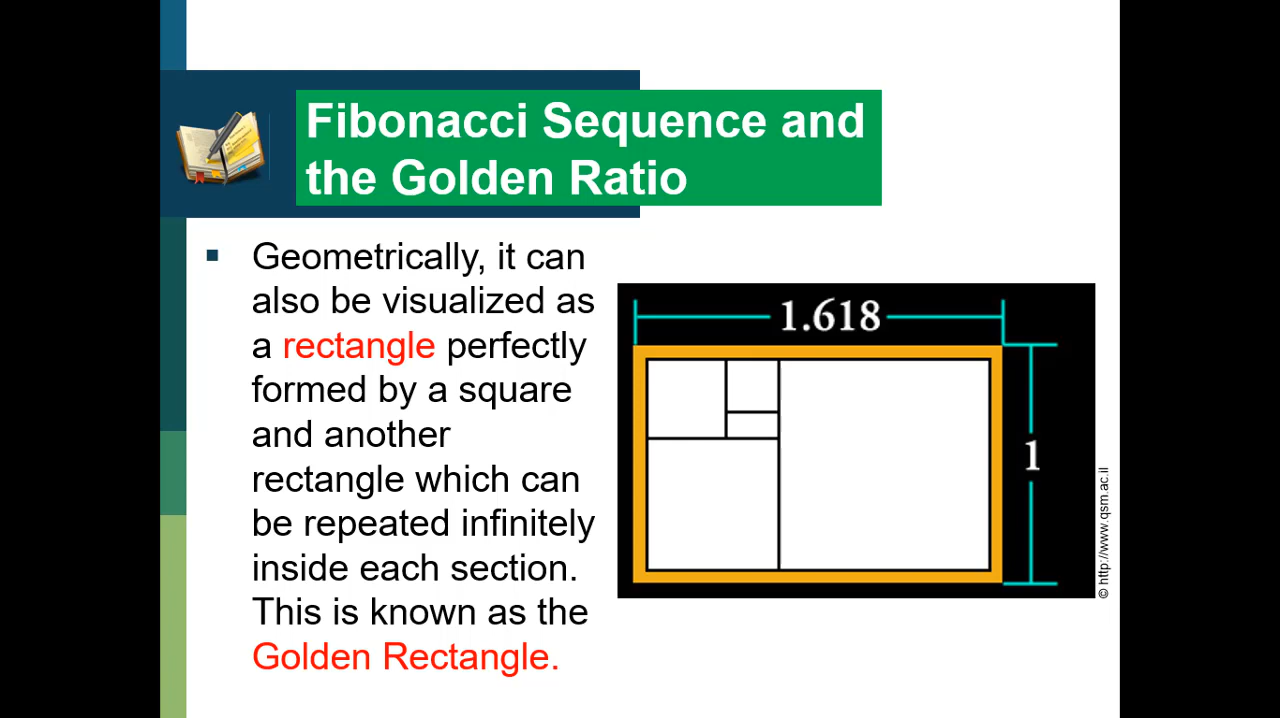 Fibonacci Sequence and
the Golden Ratio
▪ Geometrically, it can
also be visualized as
a rectangle perfectly
formed by a square
and another
rectangle which can
be repeated infinitely
inside each section.
This is known as the
Golden Rectangle.
1.618
1
© http://www.qsm.ac.il